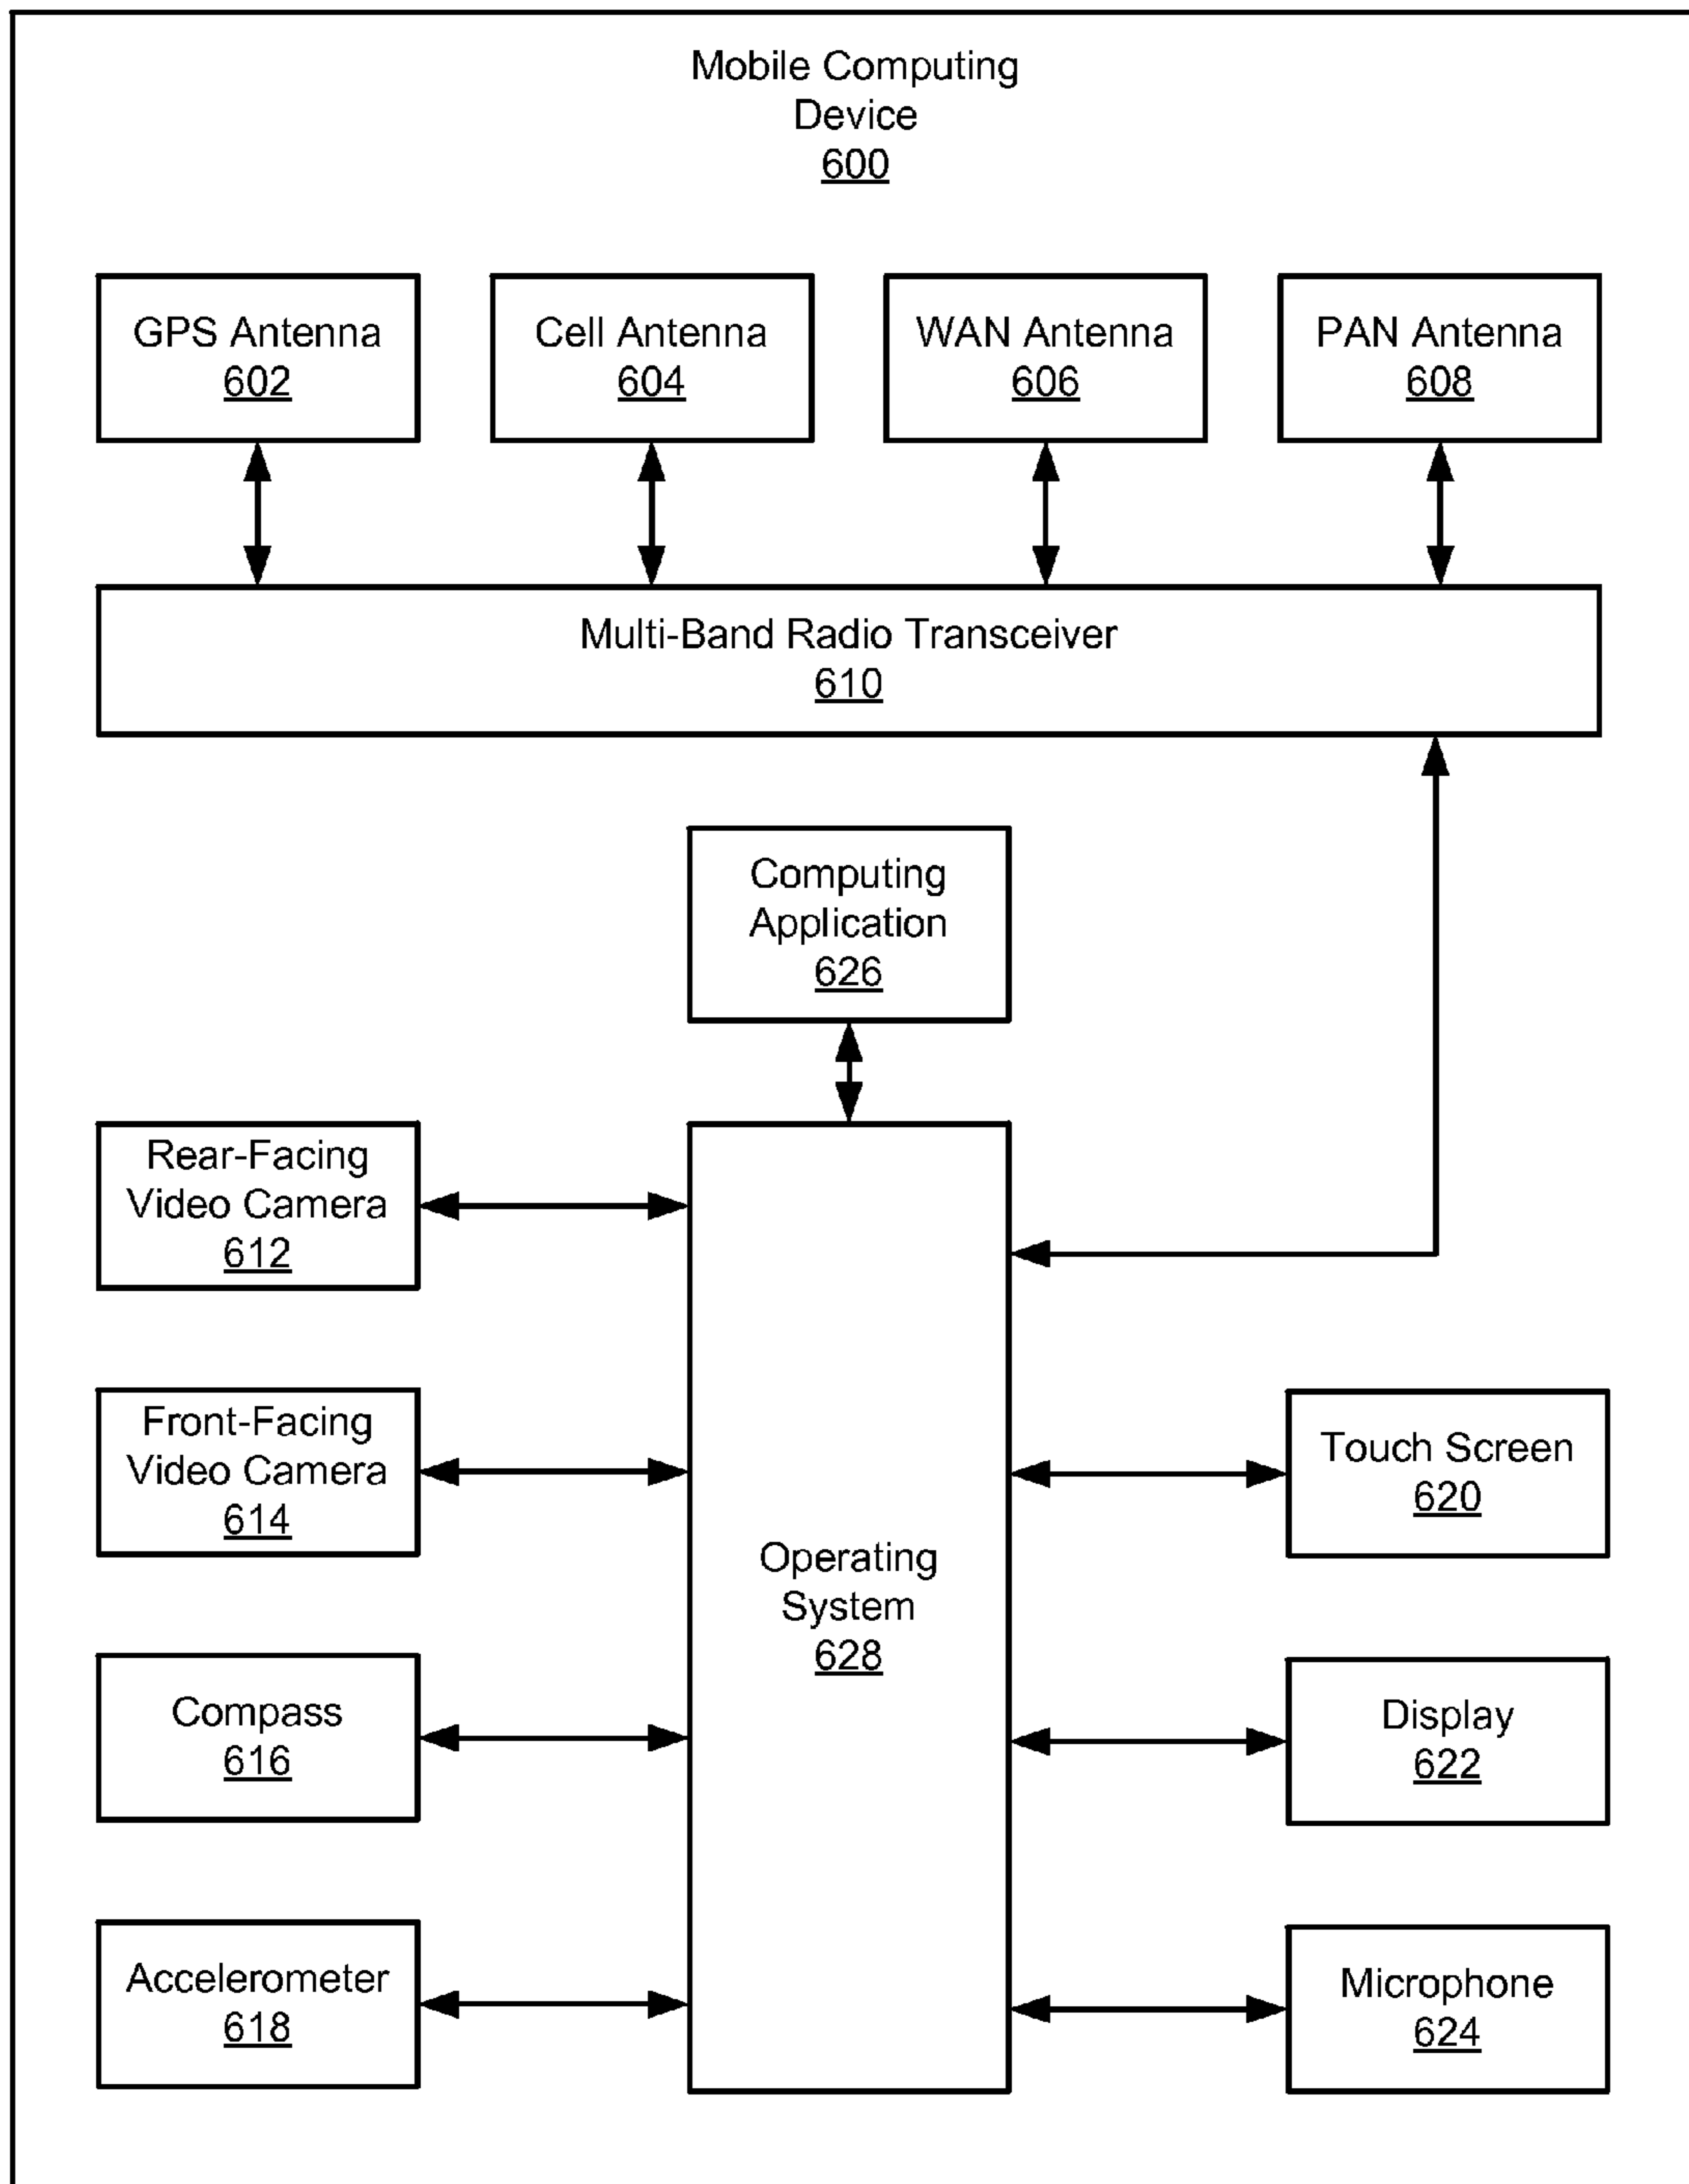 Mobile Computing
Device
600
GPS Antenna
602
Cell Antenna
604
WAN Antenna
606
PAN Antenna
608
Multi-Band Radio Transceiver
610
Computing
Application
626
Rear-Facing
Video Camera
612
Front-Facing
Video Camera
614
Compass
616
Accelerometer
618
Operating
System
628
Touch Screen
620
Display
622
Microphone
624